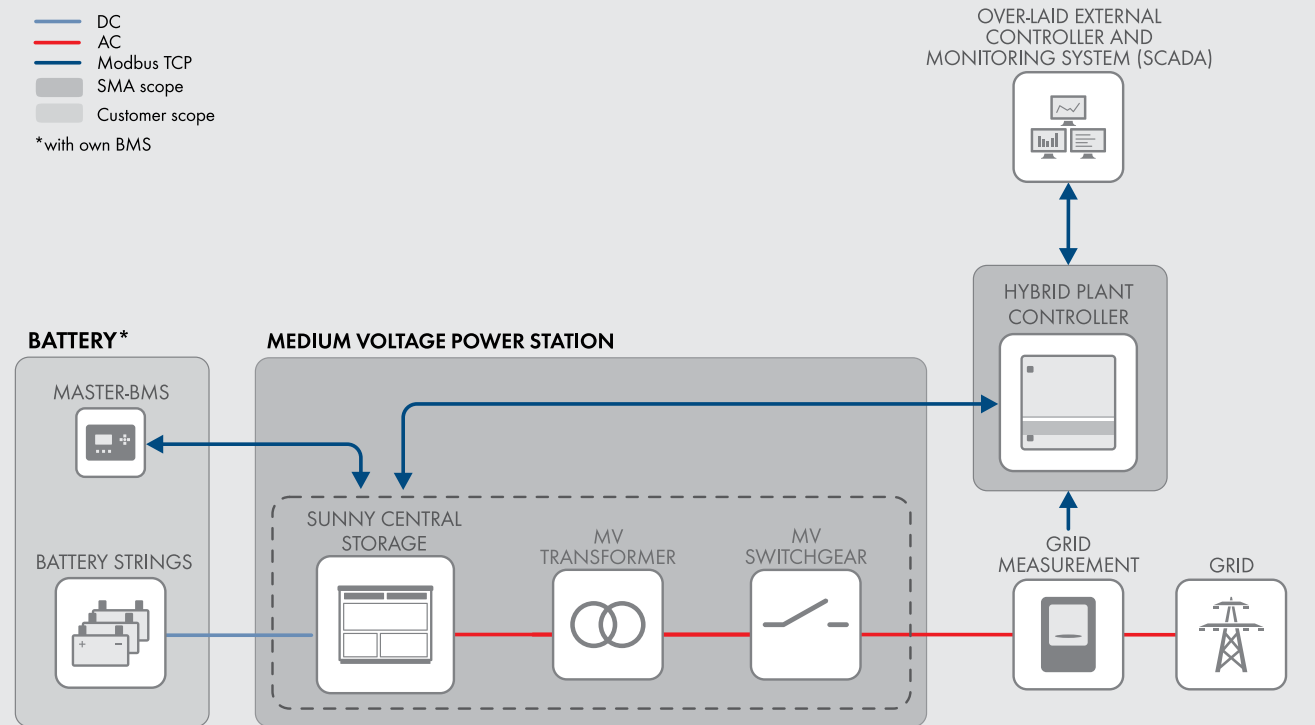 DC
AC
Modbus TCP
SMA scope
Customer scope
*with own BMS
OVER-LAID EXTERNAL
CONTROLLER AND
MONITORING SYSTEM (SCADA)
HYBRID PLANT
CONTROLLER
BATTERY*
MEDIUM VOLTAGE POWER STATION
MASTER-BMS
BATTERY STRINGS
SUNNY CENTRAL
STORAGE
MV
TRANSFORMER
MV
SWITCHGEAR
GRID
MEASUREMENT
GRID